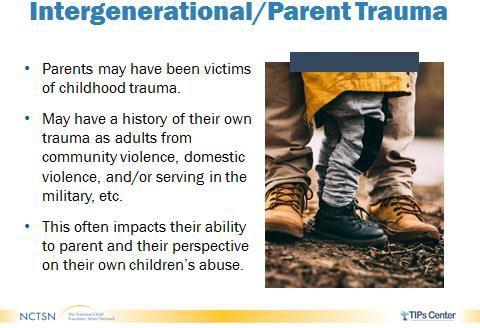 Intergenerational/Parent Trauma
• Parents may have been victims
of childhood trauma.
• May have a history of their own
trauma as adults from
community violence, domestic
violence, and/or serving in the
military, etc.
• This often impacts their ability
to parent and their perspective
on their own children's abuse.
NCTSN
The National Child
Traumatic Stress Network
TIPs Center